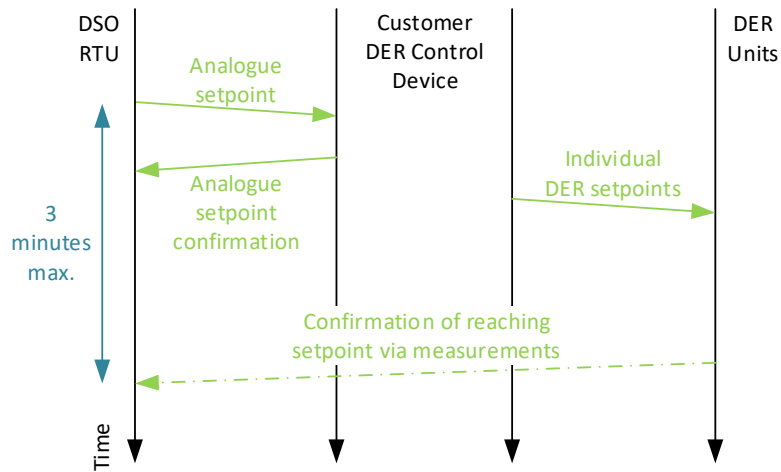 DSO
RTU
Customer
DER Control
Device
DER
Units
Analogue
setpoint
Analogue
setpoint
confirmation
Individual
DER setpoints
3
minutes
max.
Confirmation of reaching
setpoint via measurements
Time